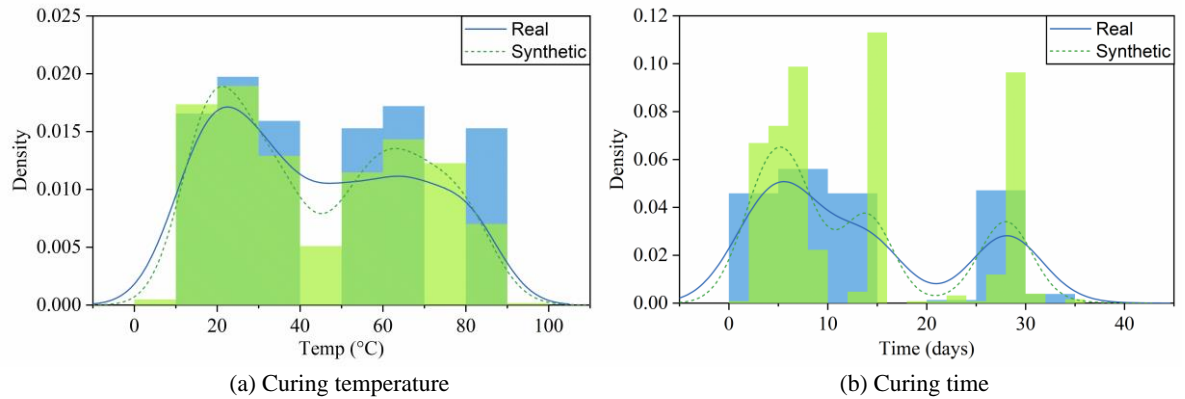 0.025
0.020
0.015
0.010
0.005
0.000
Density
0 20 40 60 80 100
Temp (°C)
Real
Synthetic
(a) Curing temperature
0.12
0.10
0.08
0.06
0.04
0.02
0.00
Density
0 10 20 30 40
Time (days)
Real
Synthetic
(b) Curing time